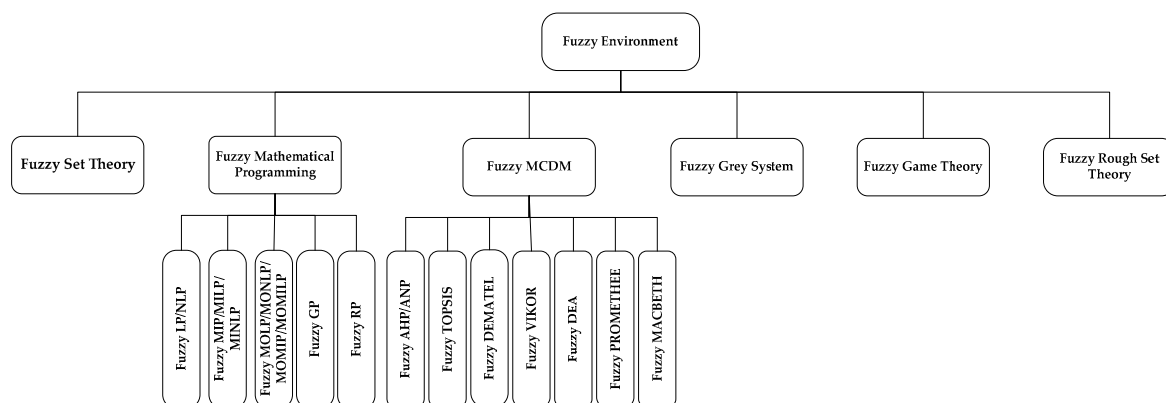 Fuzzy Environment
Fuzzy Set Theory
Fuzzy Mathematical
Programming
Fuzzy MCDM
Fuzzy Grey System
Fuzzy Game Theory
Fuzzy Rough Set
Theory
Fuzzy LP/NLP
Fuzzy MIP/MILP/
MINLP
Fuzzy MOLP/MONLP/
MOMIP/MOMILP
Fuzzy GP
Fuzzy RP
Fuzzy AHP/ANP
Fuzzy TOPSIS
Fuzzy DEMATEL
Fuzzy VIKOR
Fuzzy DEA
Fuzzy PROMETHEE
Fuzzy MACBETH